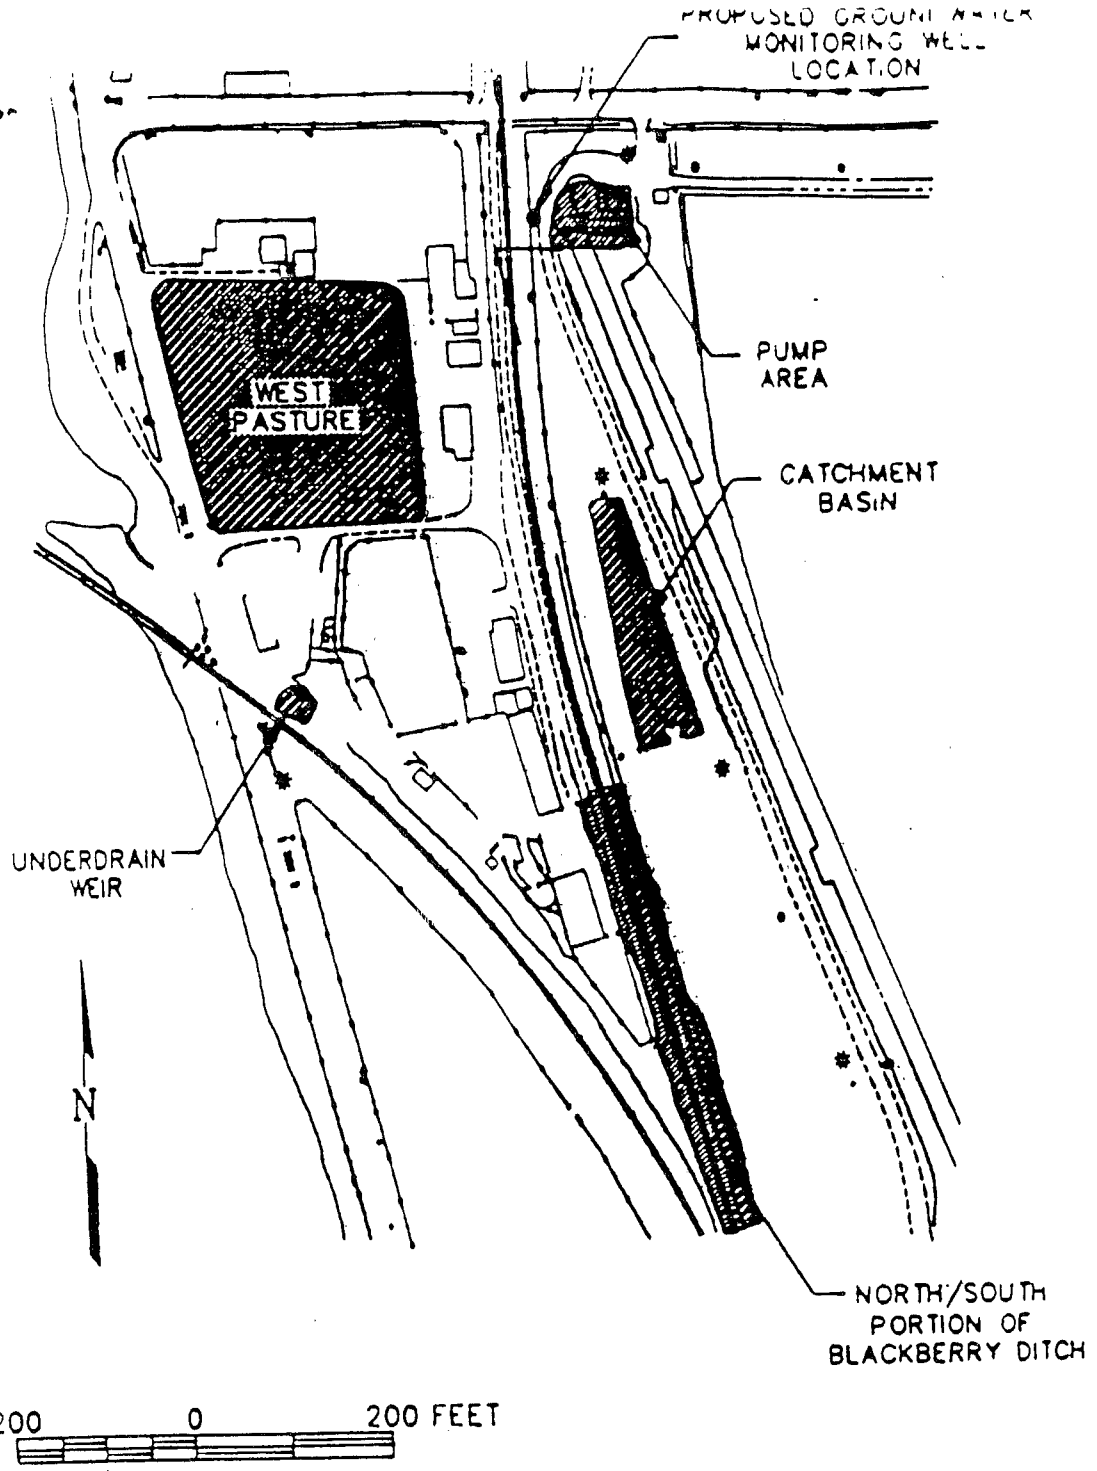 PROPOSED GROUND WATER
MONITORING WELL
LOCATION
WEST
PASTURE
PUMP
AREA
CATCHMENT
BASIN
UNDERDRAIN
WEIR
N
NORTH/SOUTH
PORTION OF
BLACKBERRY DITCH
200 0 200 FEET